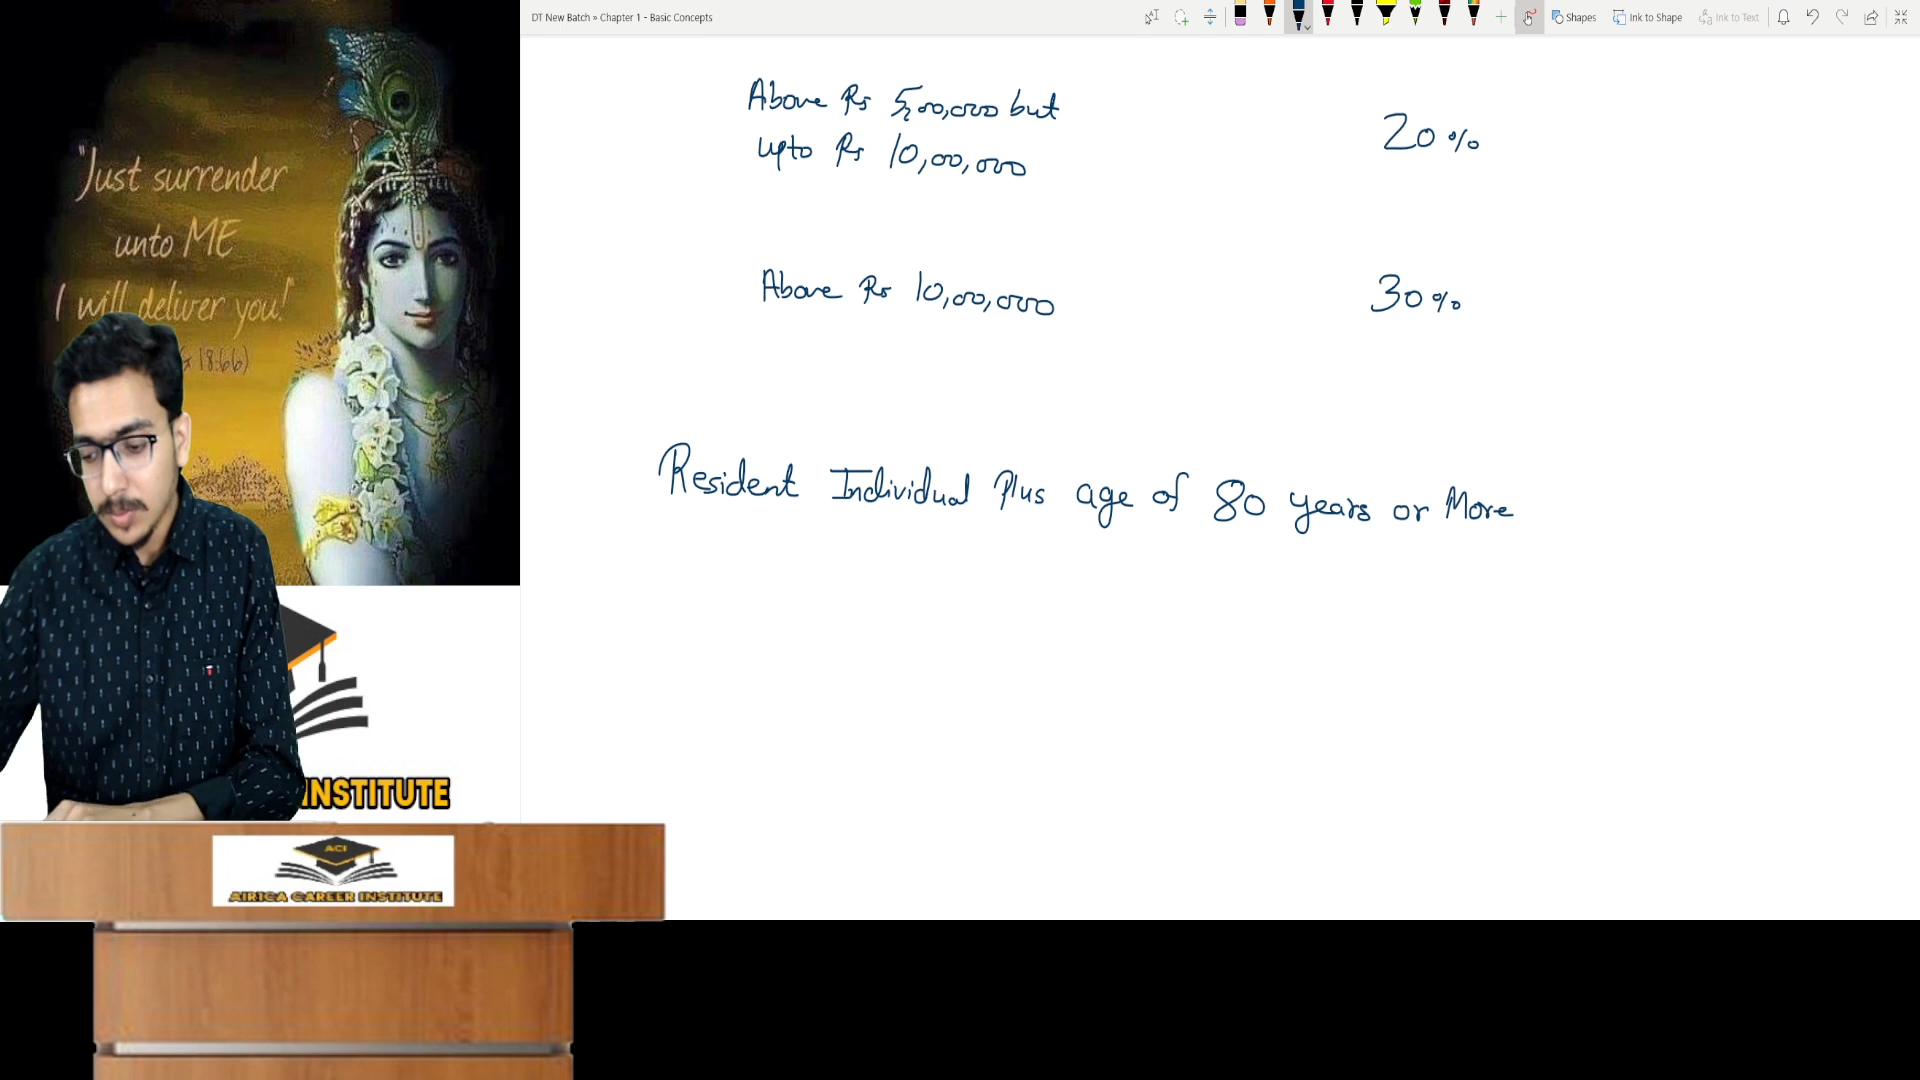 DT New Batch » Chapter 1 - Basic Concepts
Shapes
Ink to Shape
Ink to Text
Above Rs 5,00,000 but
upto Rs 10,00,000
20%
Above Rs 10,00,000
30%
Resident Individual Plus age of 80 years or More
"Just surrender
unto ME
I will deliver you!"
18:66)
INSTITUTE
ACI
AIRICA CAREER INSTITUTE